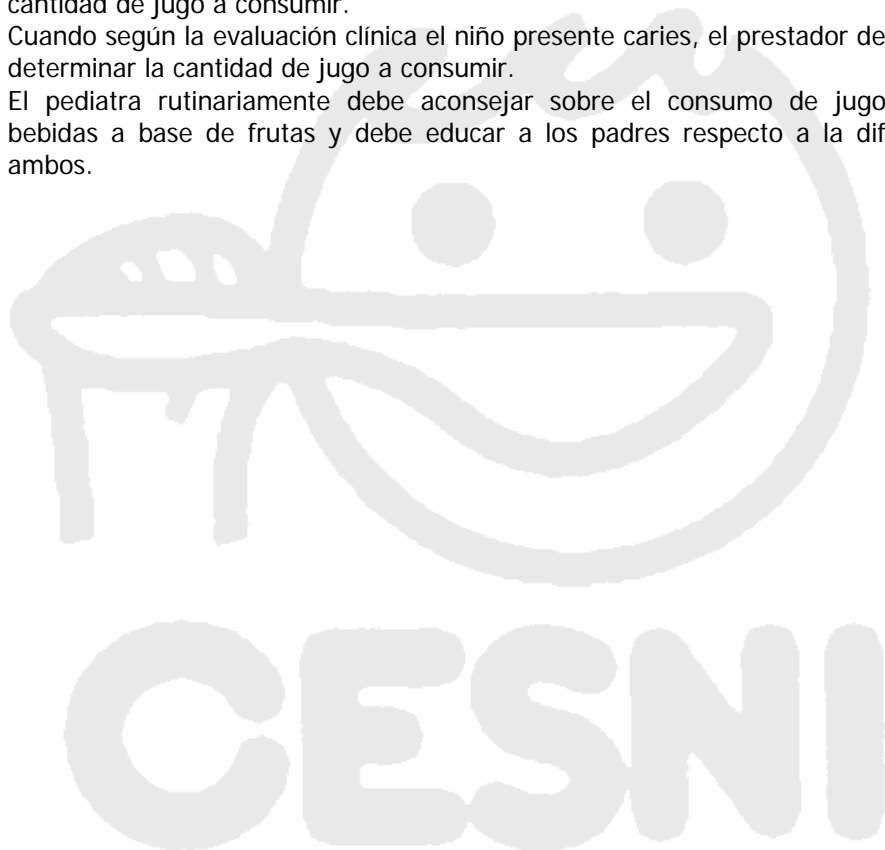 cantidad de jugo a consumir.
Cuando según la evaluación clínica el niño presente caries, el prestador de
determinar la cantidad de jugo a consumir.
El pediatra rutinariamente debe aconsejar sobre el consumo de jugo
bebidas a base de frutas y debe educar a los padres respecto a la dif
ambos.
CESNI